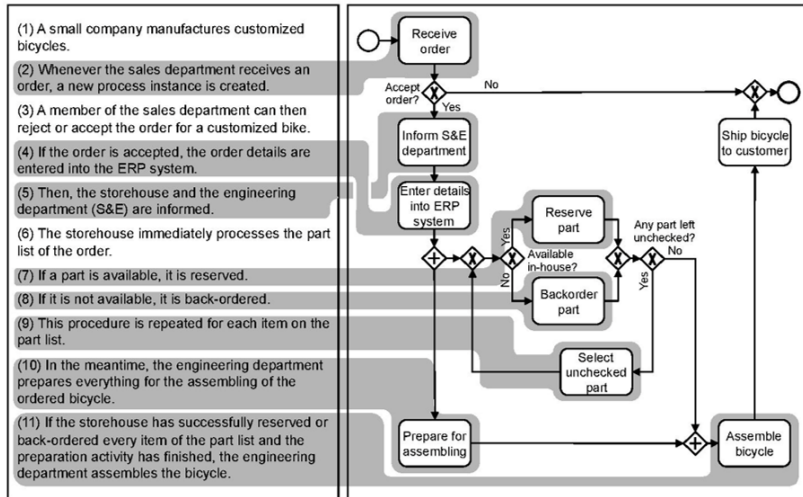 (1) A small company manufactures customized
bicycles.
(2) Whenever the sales department receives an
order, a new process instance is created.
(3) A member of the sales department can then
reject or accept the order for a customized bike.
(4) If the order is accepted, the order details are
entered into the ERP system.
(5) Then, the storehouse and the engineering
department (S&E) are informed.
(6) The storehouse immediately processes the part
list of the order.
(7) If a part is available, it is reserved.
(8) If it is not available, it is back-ordered.
(9) This procedure is repeated for each item on the
part list.
(10) In the meantime, the engineering department
prepares everything for the assembling of the
ordered bicycle.
(11) If the storehouse has successfully reserved or
back-ordered every item of the part list and the
preparation activity has finished, the engineering
department assembles the bicycle.
Receive
order
Accept
order?
No
Yes
Inform S&E
department
Ship bicycle
to customer
Enter details
into ERP
system
Reserve
part
Any part left
unchecked?
Yes
No
Available
in-house?
No
Yes
Backorder
part
Select
unchecked
part
Prepare for
assembling
Assemble
bicycle